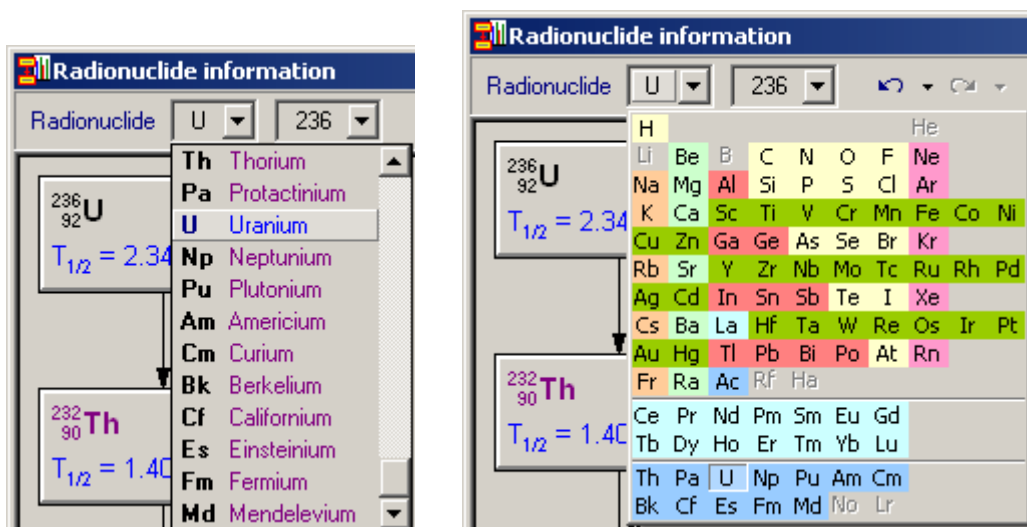 Radionuclide information
Radionuclide U 236
Th Thorium
Pa Protactinium
U Uranium
Np Neptunium
Pu Plutonium
Am Americium
Cm Curium
Bk Berkelium
Cf Californium
Es Einsteinium
Fm Fermium
Md Mendelevium
236
92 U
T1/2 = 2.34
232
90 Th
T1/2 = 1.40
Radionuclide information
Radionuclide U 236
H He
Li Be B C N O F Ne
Na Mg Al Si P S Cl Ar
K Ca Sc Ti V Cr Mn Fe Co Ni
Cu Zn Ga Ge As Se Br Kr
Rb Sr Y Zr Nb Mo Tc Ru Rh Pd
Ag Cd In Sn Sb Te I Xe
Cs Ba La Hf Ta W Re Os Ir Pt
Au Hg Tl Pb Bi Po At Rn
Fr Ra Ac Rf Ha
Ce Pr Nd Pm Sm Eu Gd
Tb Dy Ho Er Tm Yb Lu
Th Pa U Np Pu Am Cm
Bk Cf Es Fm Md No Lr
236
92 U
T1/2 = 2.34
232
90 Th
T1/2 = 1.40